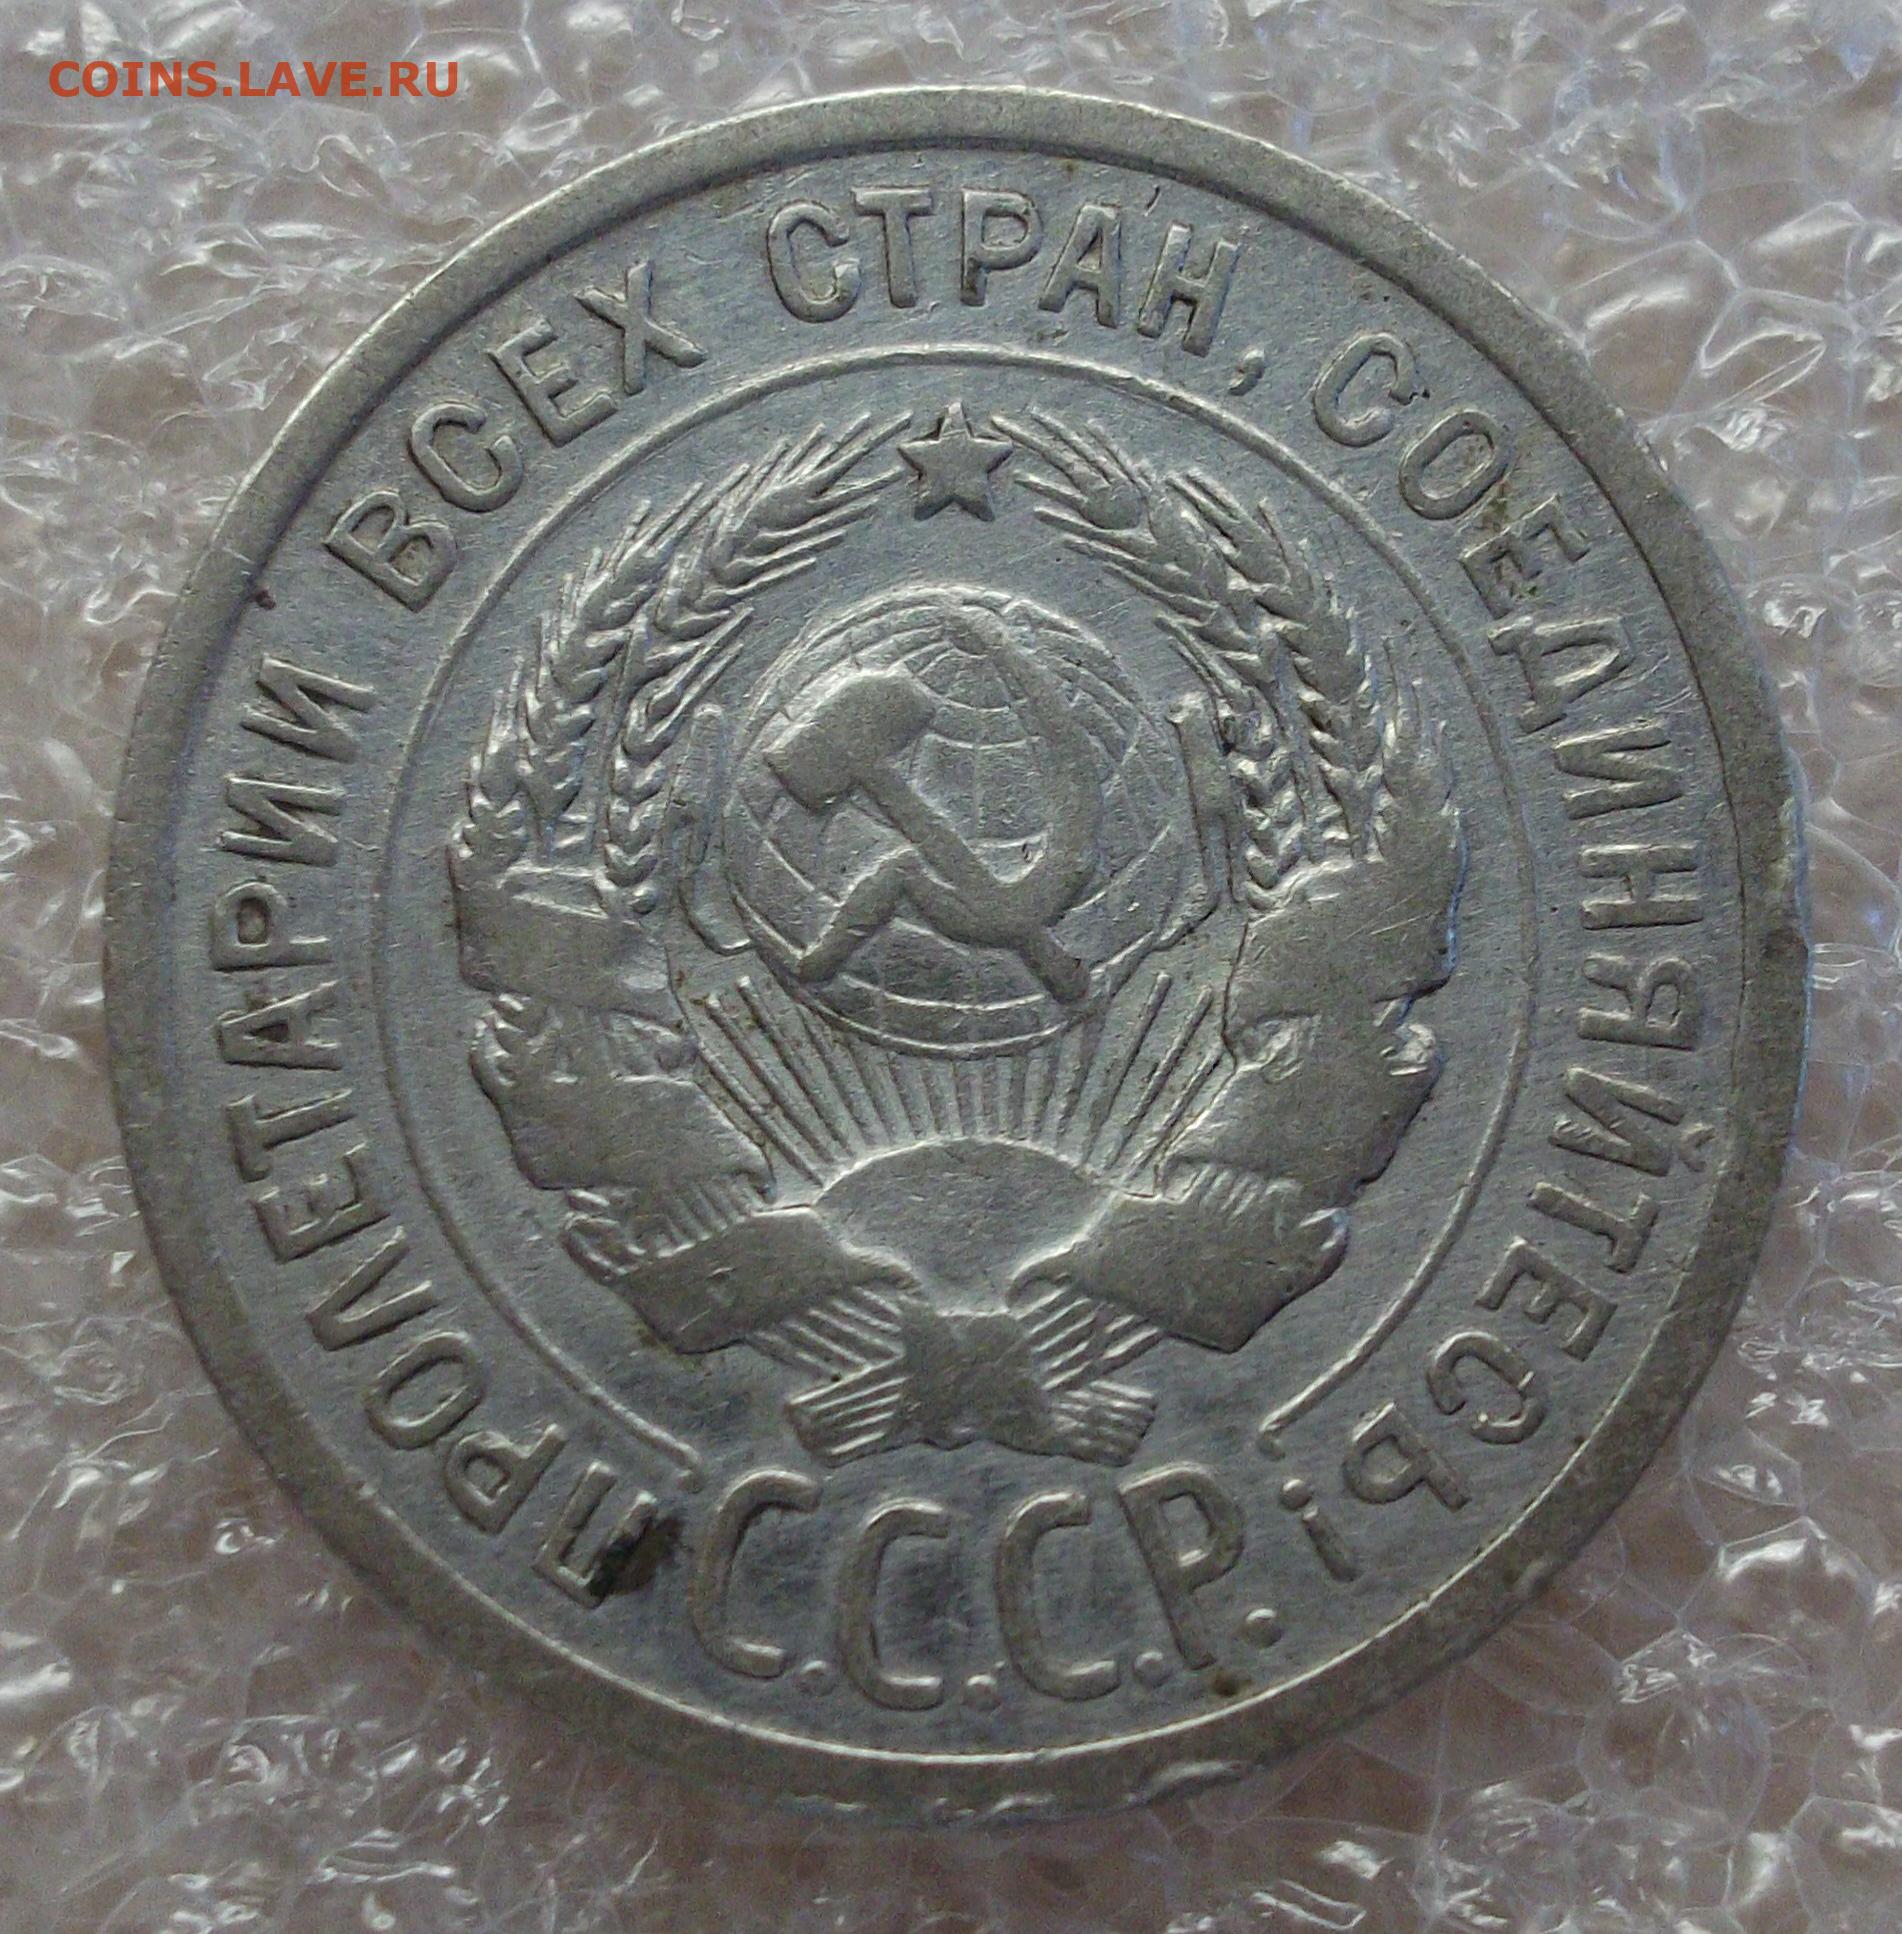 COINS.LAVE.RU
ПРОЛЕТАРИИ ВСЕХ СТРАН, СОЕДИНЯЙТЕСЬ!
С.С.С.Р.